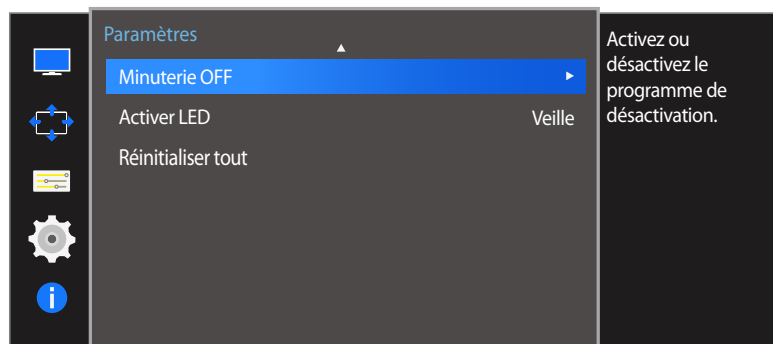 Paramètres
Minuterie OFF
Activer LED Veille
Réinitialiser tout
Activez ou
désactivez le
programme de
désactivation.